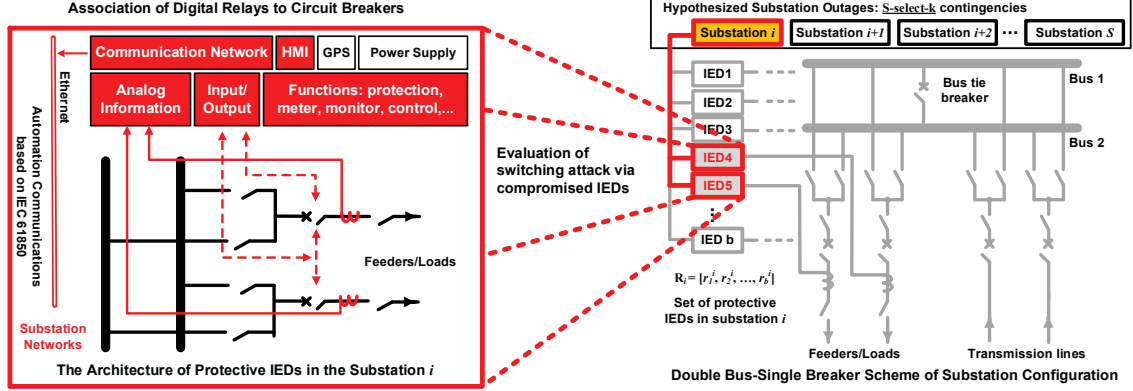 Association of Digital Relays to Circuit Breakers
Communication Network
HMI
GPS
Power Supply
Analog
Information
Input/
Output
Functions: protection,
meter, monitor, control,...
Ethernet
Automation Communications
based on IEC 61850
Feeders/Loads
Substation
Networks
The Architecture of Protective IEDs in the Substation i
Evaluation of
switching attack via
compromised IEDs
Hypothesized Substation Outages: S-select-k contingencies
Substation i
Substation i+1
Substation i+2
...
Substation S
IED1
IED2
IED3
IED4
IED5
⋮
IED b
Bus tie
breaker
Bus 1
Bus 2
R_i = [r_1^i, r_2^i, ..., r_b^i]
Set of protective
IEDs in substation i
Feeders/Loads
Transmission lines
Double Bus-Single Breaker Scheme of Substation Configuration